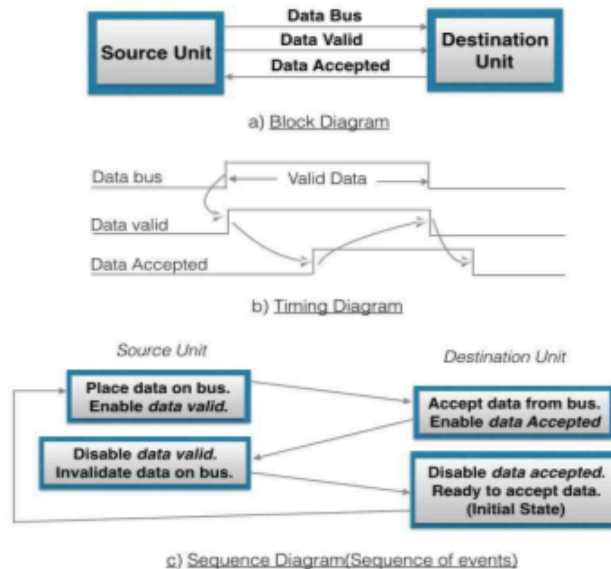 Data Bus
Source Unit
Data Valid
Data Accepted
Destination
Unit
a) Block Diagram
Data bus
Valid Data
Data valid
Data Accepted
b) Timing Diagram
Source Unit
Destination Unit
Place data on bus.
Enable data valid.
Accept data from bus.
Enable data Accepted
Disable data valid.
Invalidate data on bus.
Disable data accepted.
Ready to accept data.
(Initial State)
c) Sequence Diagram(Sequence of events)